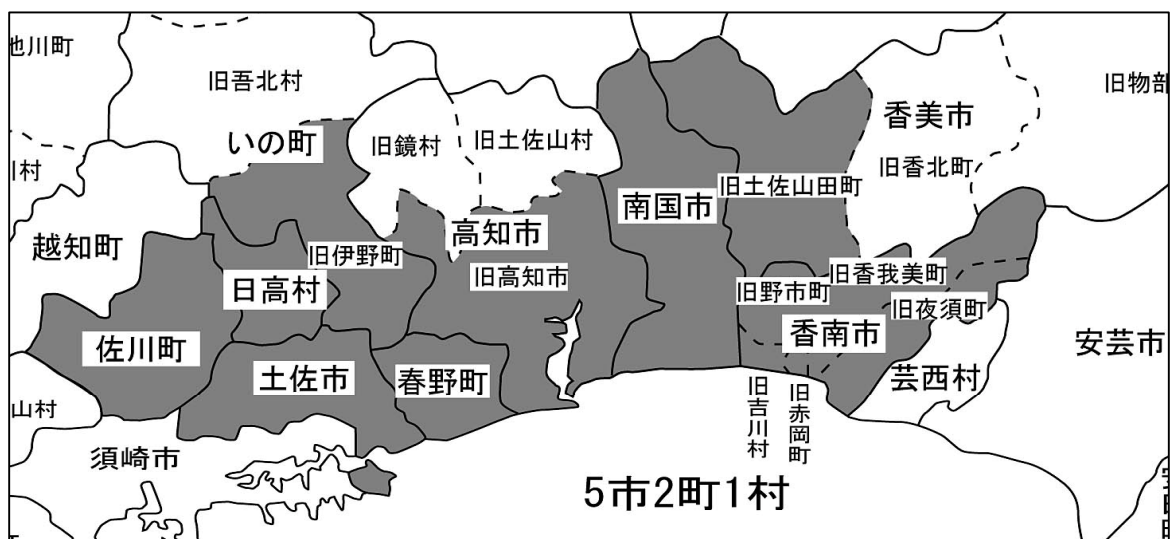 池川町
旧吾北村
旧物部
香美市
いの町
旧鏡村
旧土佐山村
川村
旧香北町
旧土佐山田町
南国市
高知市
越知町
旧伊野町
旧高知市
旧香我美町
日高村
旧野市町
旧夜須町
佐川町
香南市
安芸市
土佐市
春野町
芸西村
山村
旧吉川村
旧赤岡町
須崎市
5市2町1村